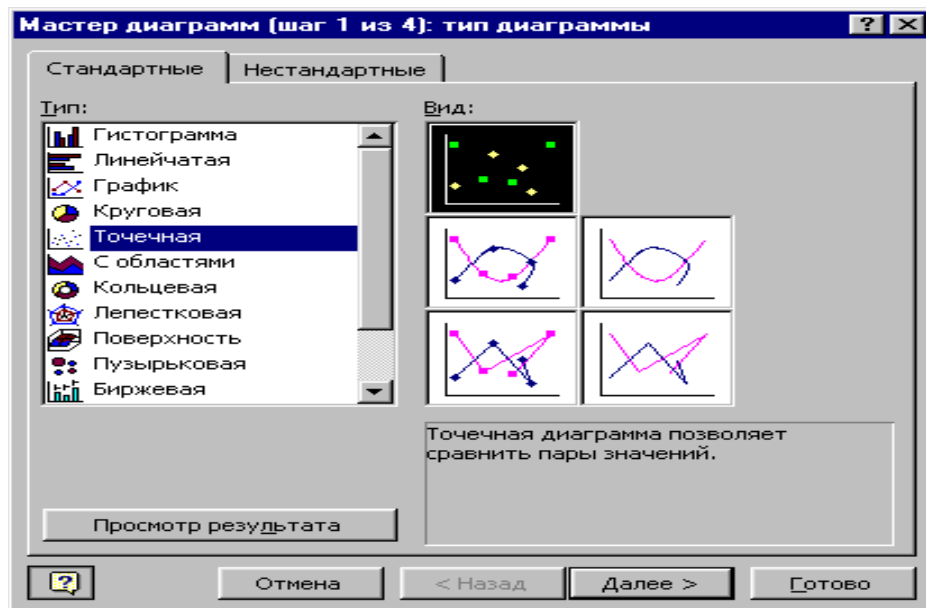 Мастер диаграмм (шаг 1 из 4): тип диаграммы
Стандартные
Нестандартные
Тип:
Гистограмма
Линейчатая
График
Круговая
Точечная
С областями
Кольцевая
Лепестковая
Поверхность
Пузырьковая
Биржевая
Вид:
Точечная диаграмма позволяет
сравнить пары значений.
Просмотр результата
Отмена
< Назад
Далее >
Готово